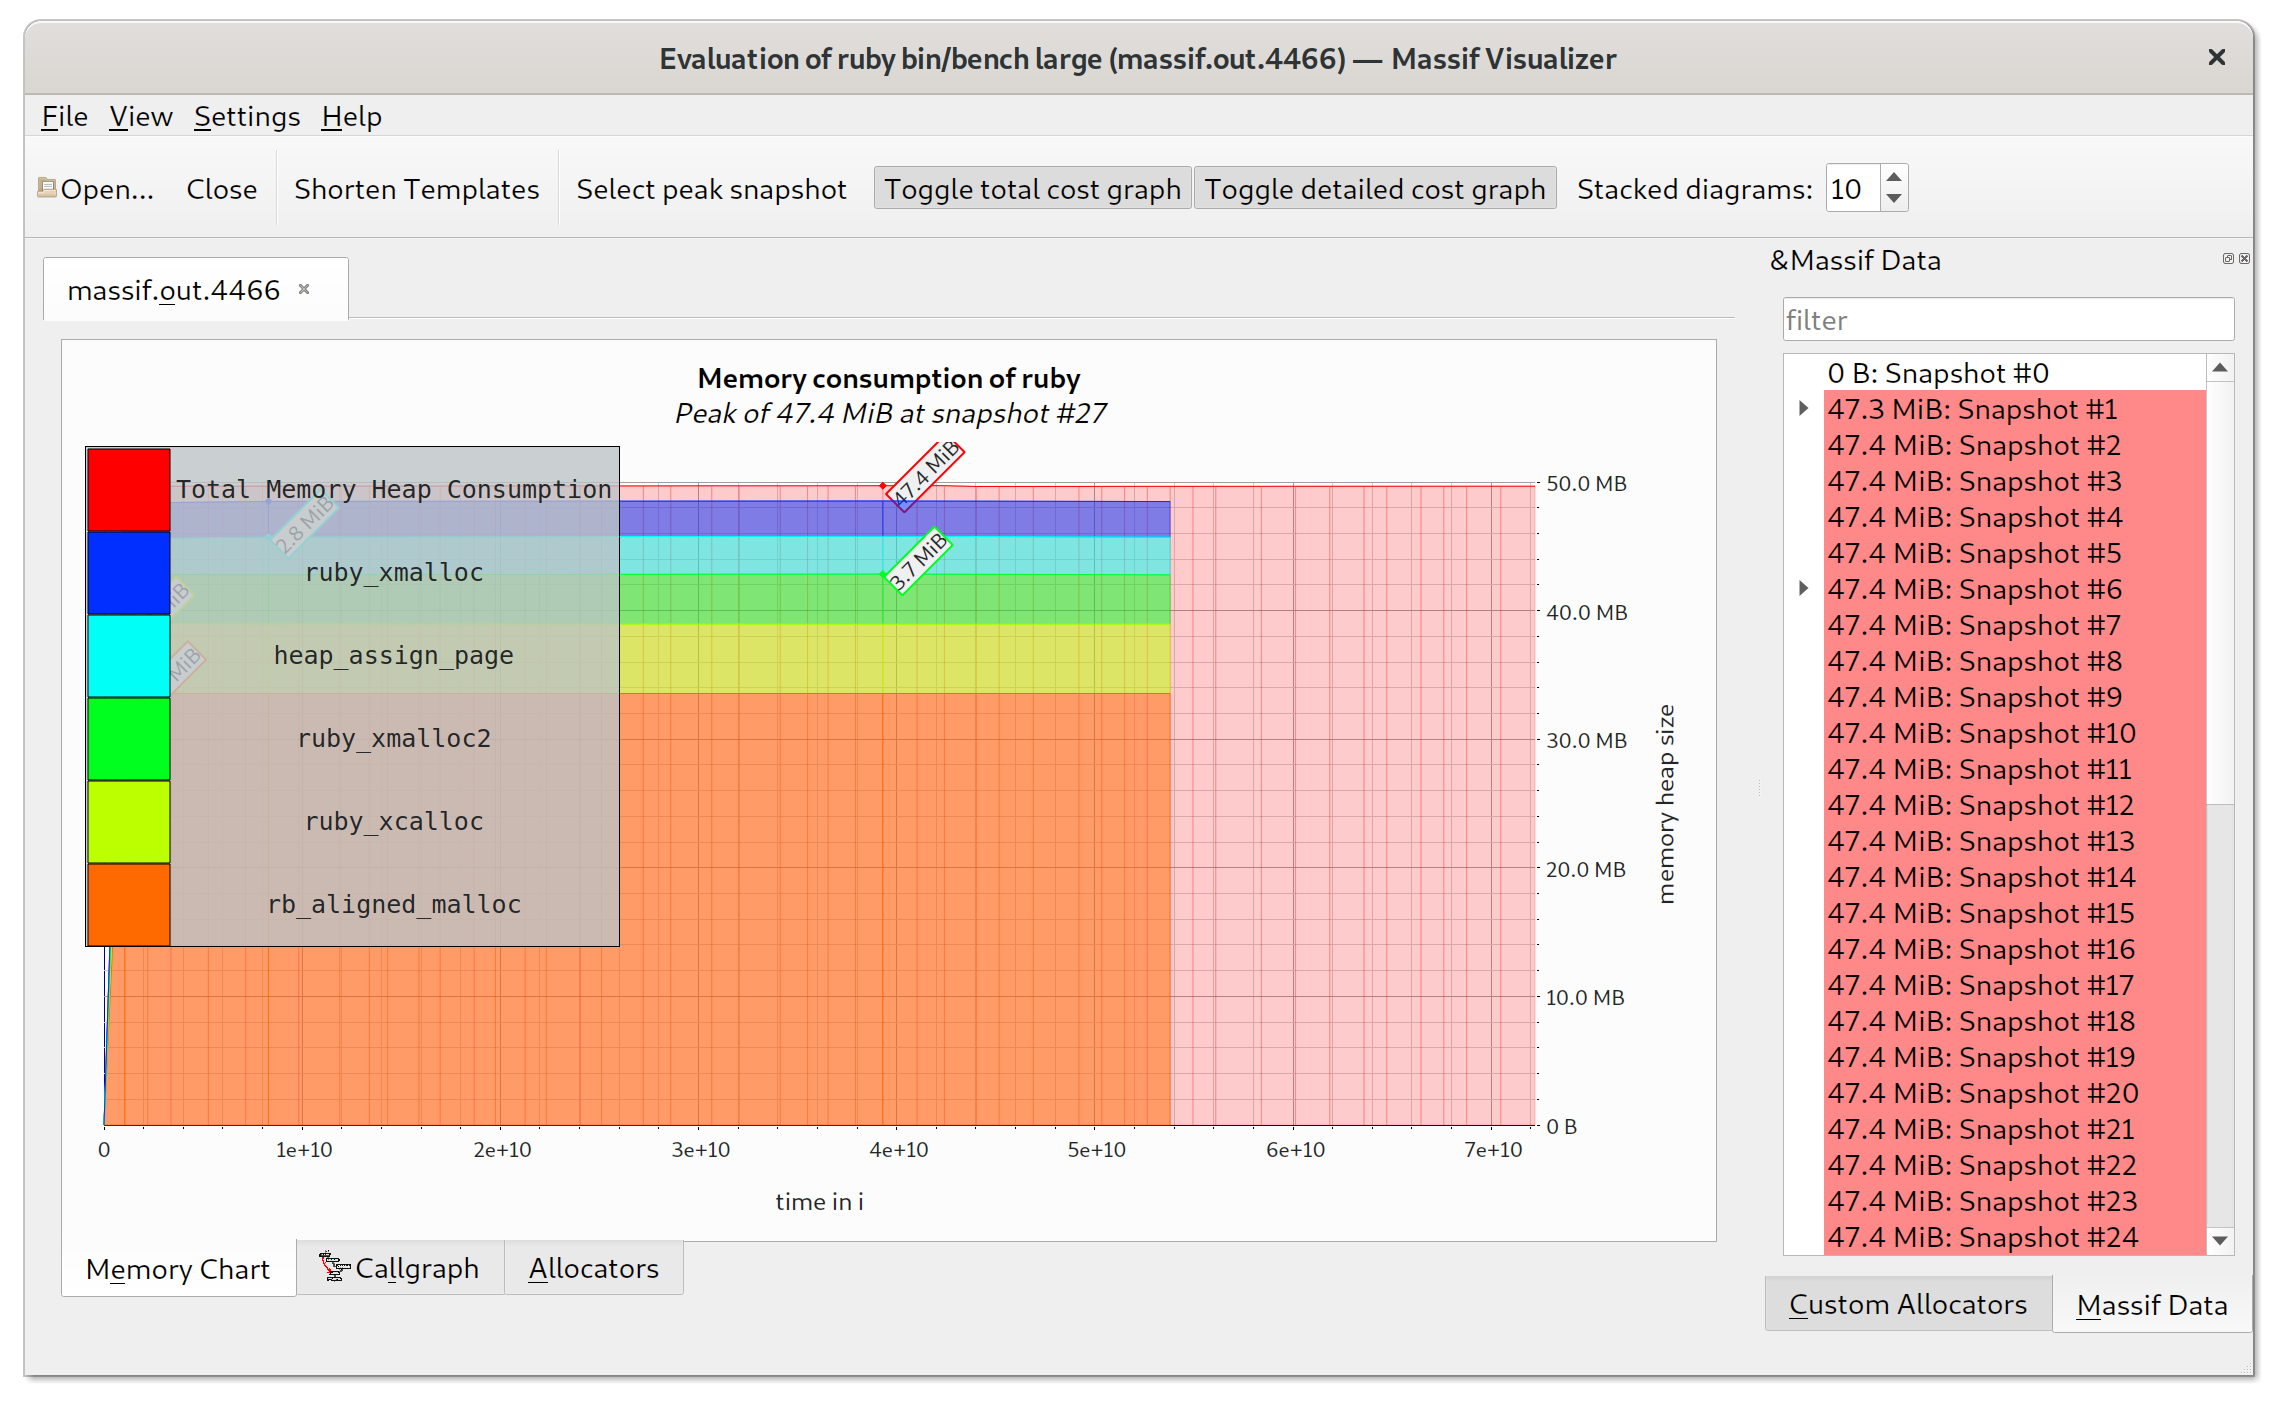 Evaluation of ruby bin/bench large (massif.out.4466) — Massif Visualizer
File View Settings Help
Open... Close Shorten Templates Select peak snapshot Toggle total cost graph Toggle detailed cost graph Stacked diagrams: 10
massif.out.4466
Memory consumption of ruby
Peak of 47.4 MiB at snapshot #27
Total Memory Heap Consumption
ruby_xmalloc
heap_assign_page
ruby_xmalloc2
ruby_xcalloc
rb_aligned_malloc
2.8 MiB
iB
MiB
47.4 MiB
3.7 MiB
50.0 MB
40.0 MB
30.0 MB
20.0 MB
10.0 MB
0 B
memory heap size
0 1e+10 2e+10 3e+10 4e+10 5e+10 6e+10 7e+10
time in i
Memory Chart Callgraph Allocators
&Massif Data
filter
0 B: Snapshot #0
47.3 MiB: Snapshot #1
47.4 MiB: Snapshot #2
47.4 MiB: Snapshot #3
47.4 MiB: Snapshot #4
47.4 MiB: Snapshot #5
47.4 MiB: Snapshot #6
47.4 MiB: Snapshot #7
47.4 MiB: Snapshot #8
47.4 MiB: Snapshot #9
47.4 MiB: Snapshot #10
47.4 MiB: Snapshot #11
47.4 MiB: Snapshot #12
47.4 MiB: Snapshot #13
47.4 MiB: Snapshot #14
47.4 MiB: Snapshot #15
47.4 MiB: Snapshot #16
47.4 MiB: Snapshot #17
47.4 MiB: Snapshot #18
47.4 MiB: Snapshot #19
47.4 MiB: Snapshot #20
47.4 MiB: Snapshot #21
47.4 MiB: Snapshot #22
47.4 MiB: Snapshot #23
47.4 MiB: Snapshot #24
Custom Allocators Massif Data